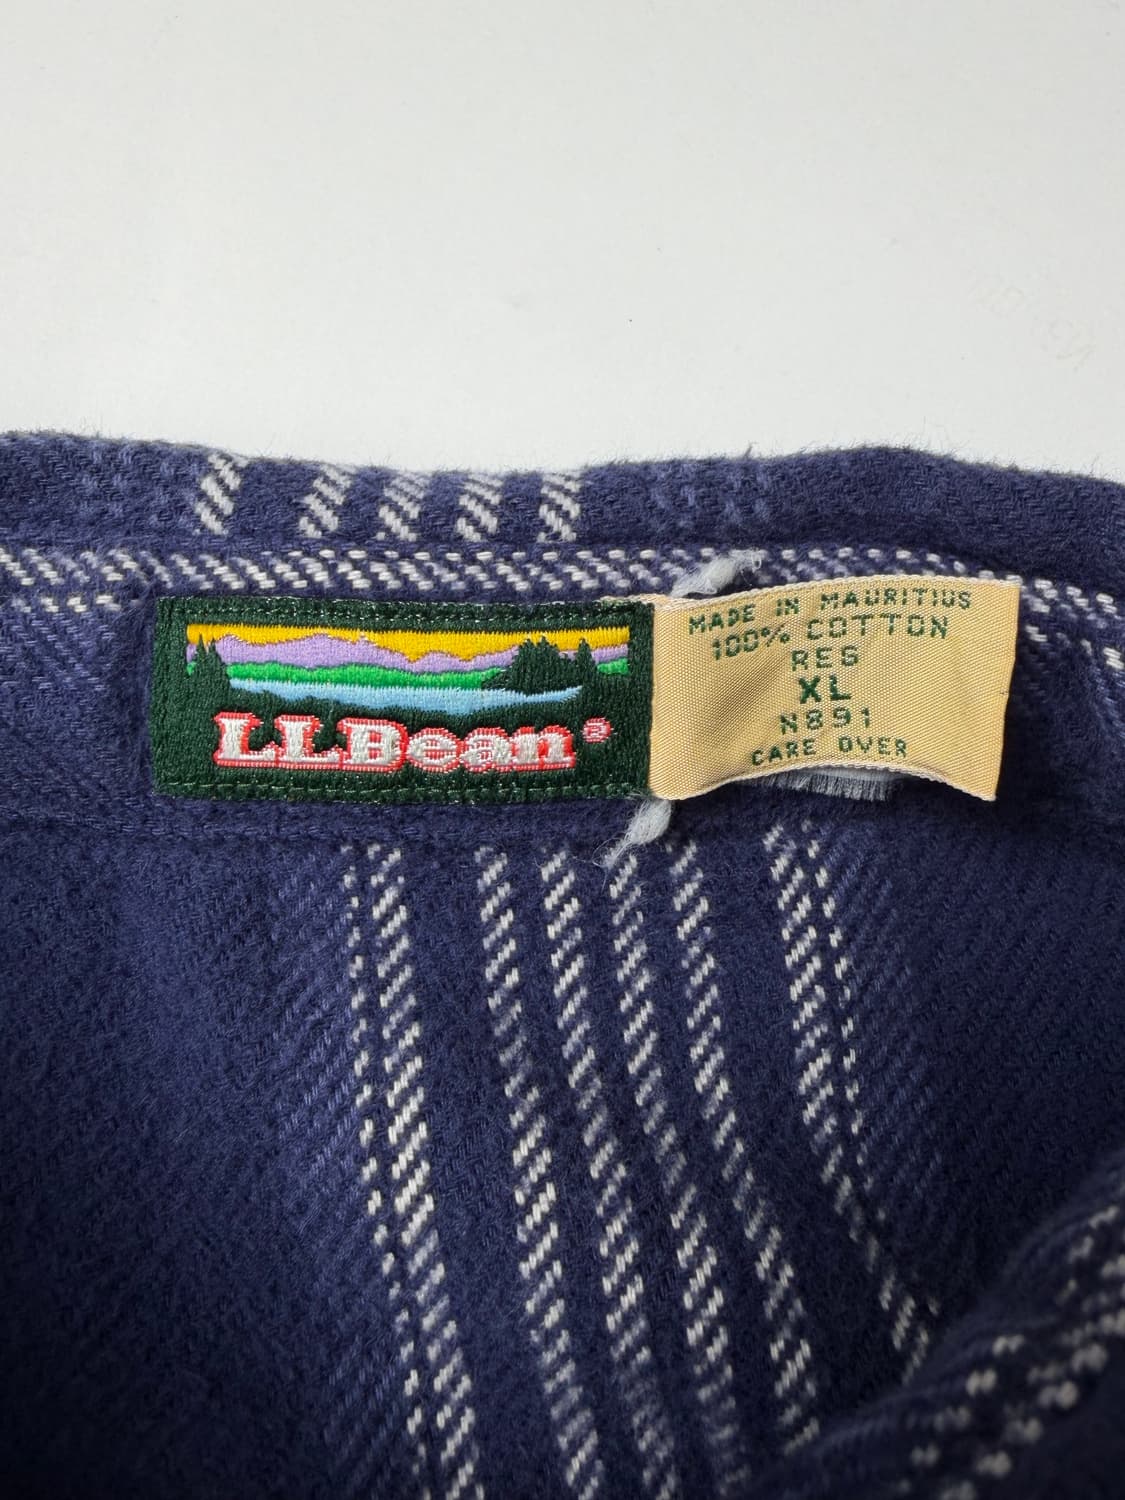 LLBean®
MADE IN MAURITIUS
100% COTTON
REG
XL
N891
CARE OVER